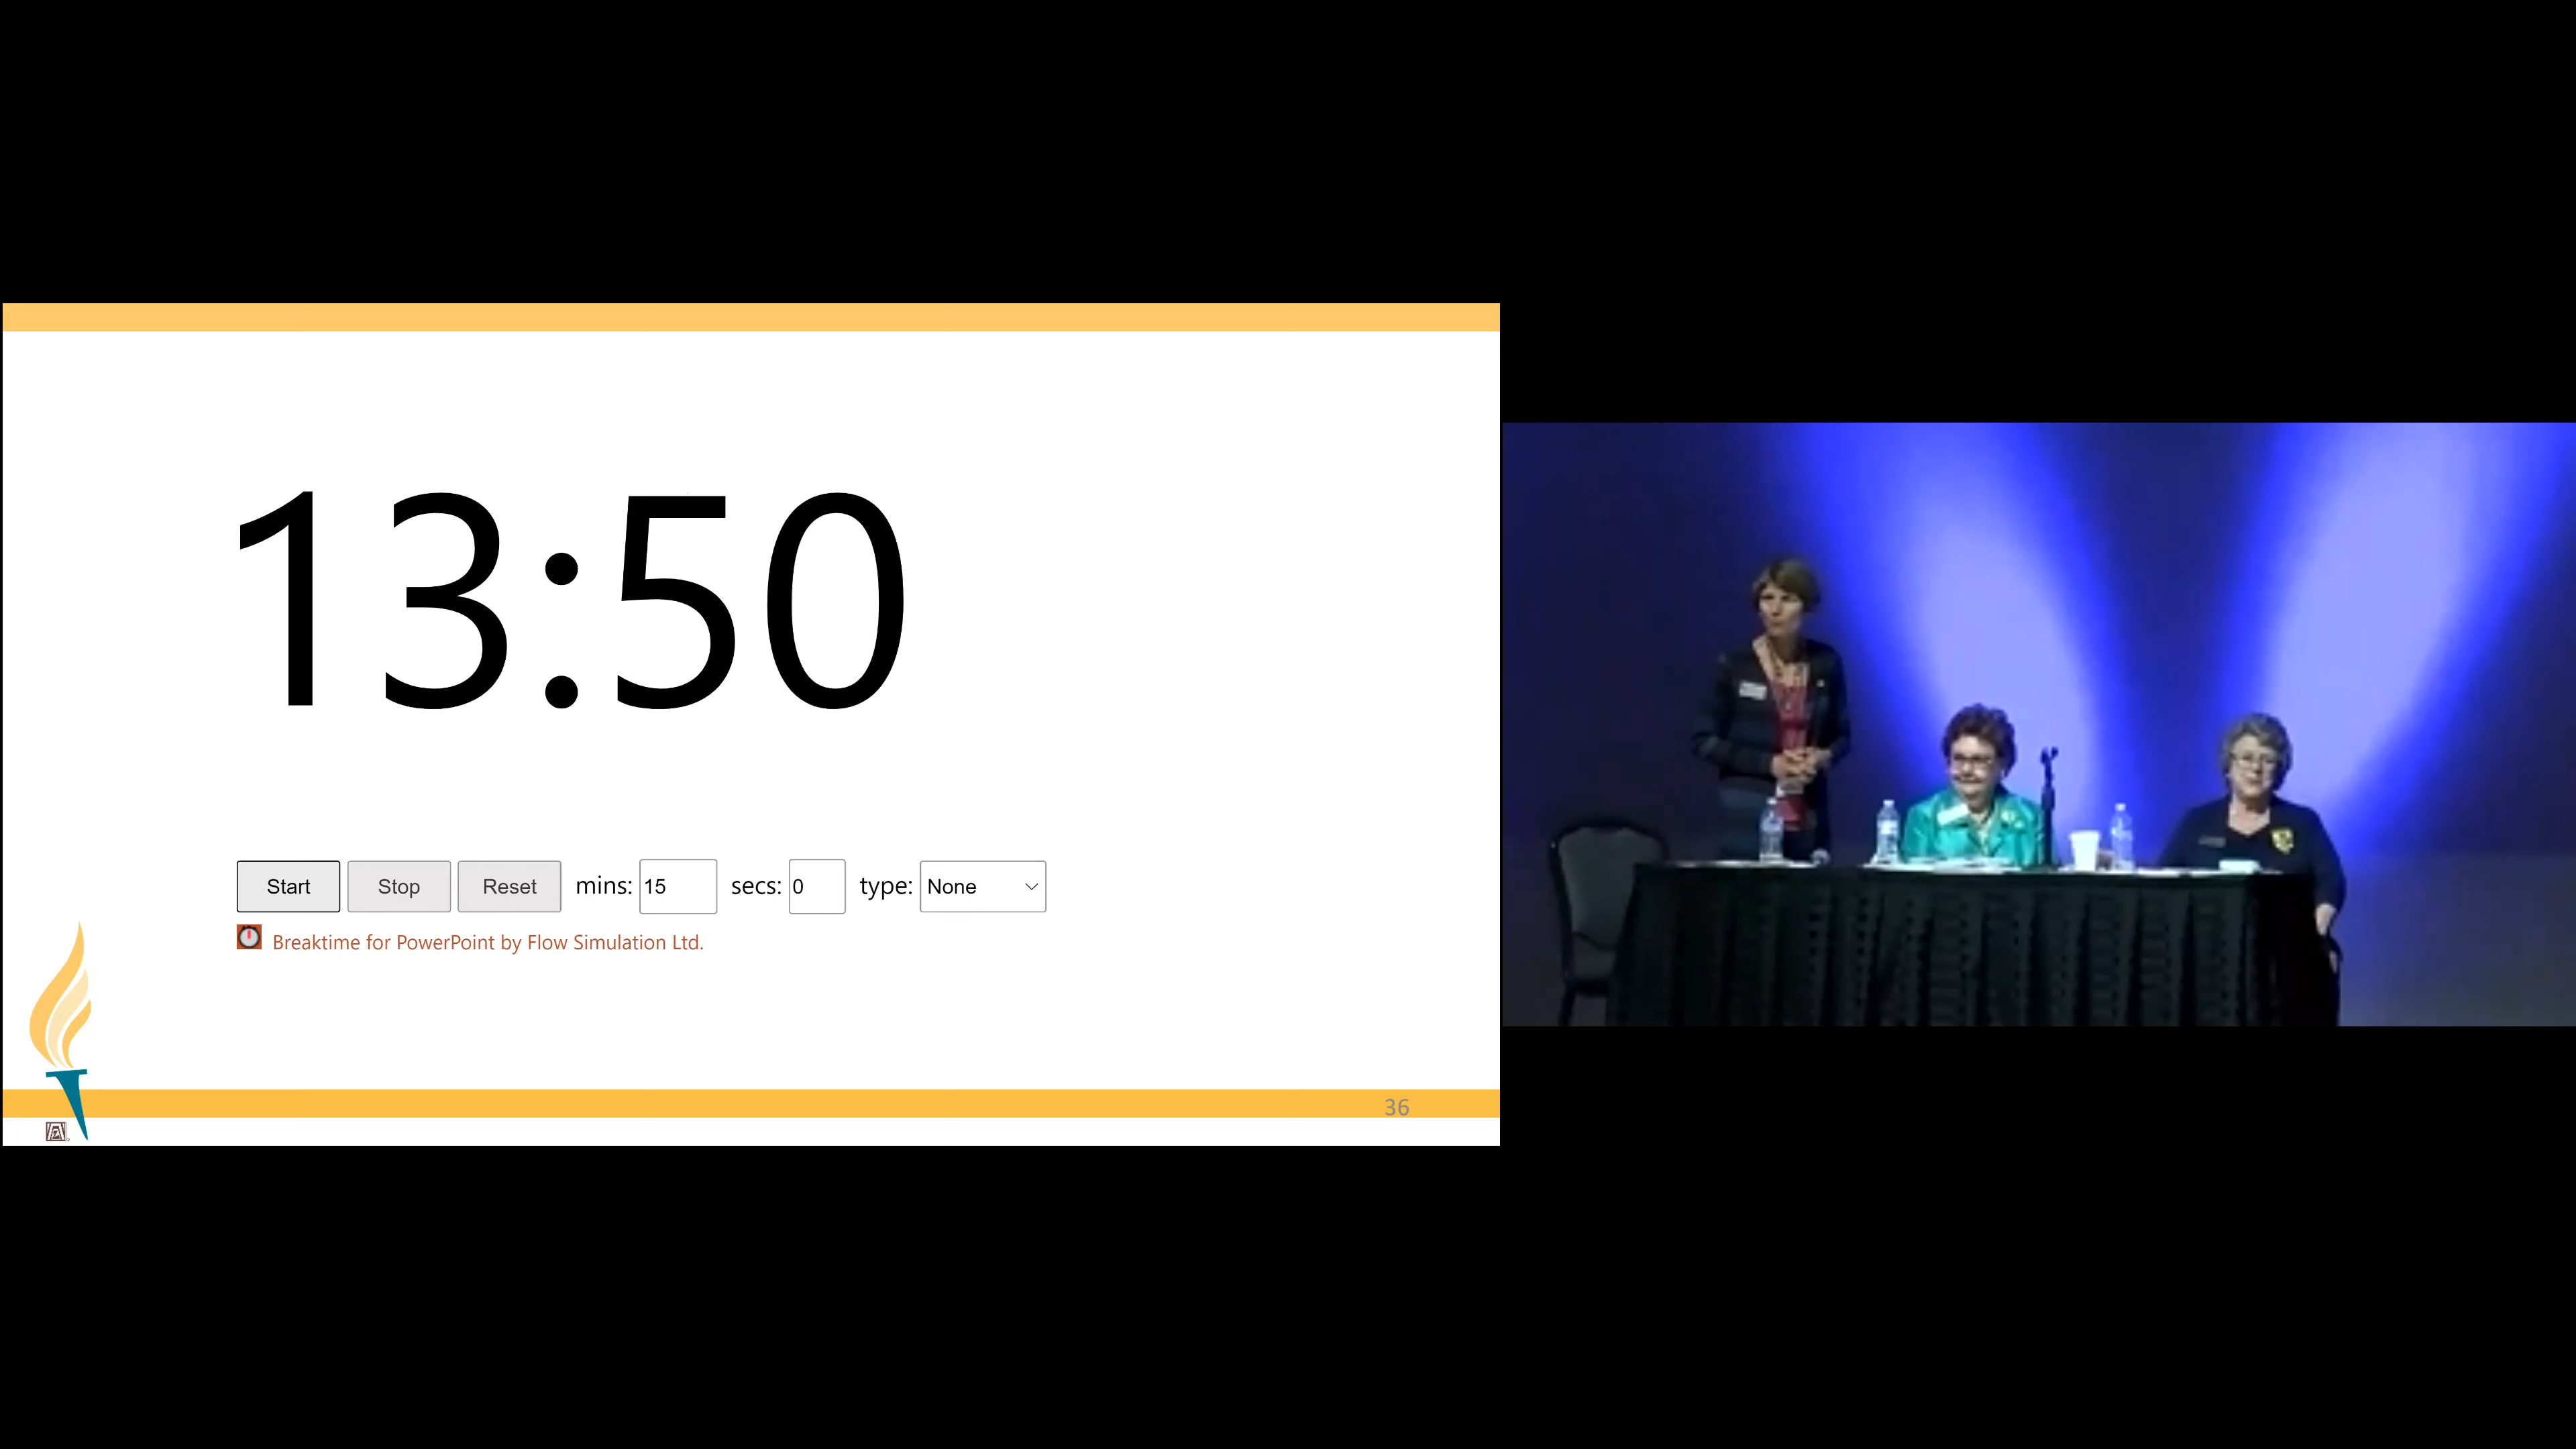 13:50
Start Stop Reset mins: 15 secs: 0 type: None
Breaktime for PowerPoint by Flow Simulation Ltd.
36